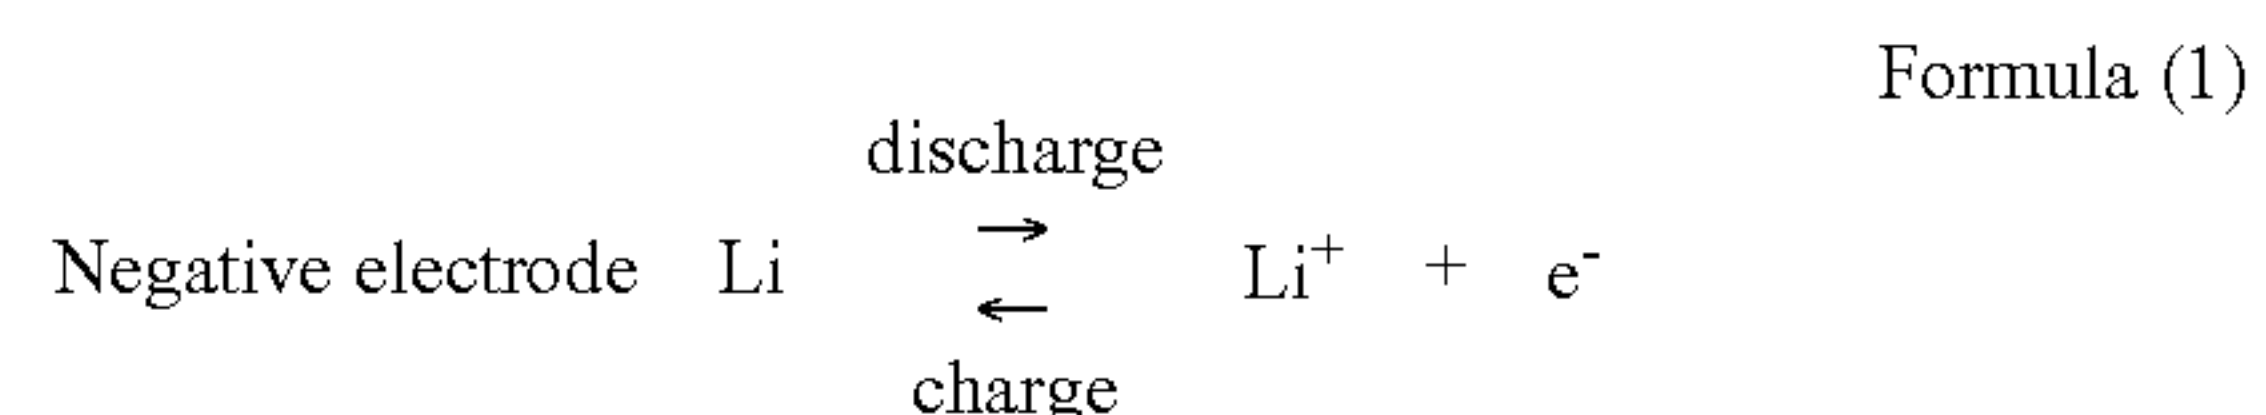 Formula (1)
discharge
→
Negative electrode Li Li⁺ + e⁻
←
charge